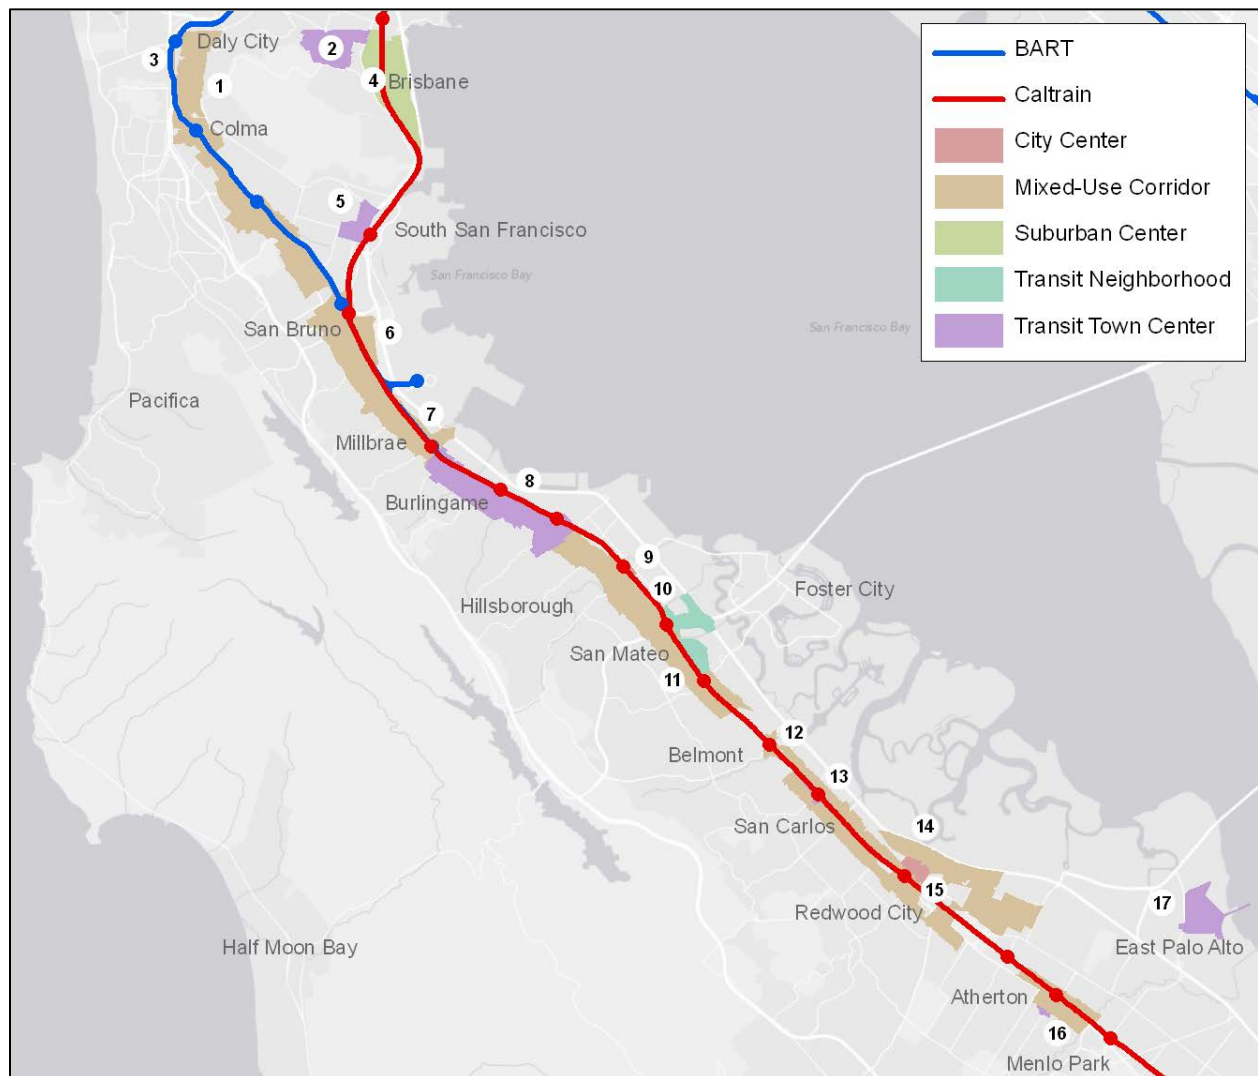 BART
Caltrain
City Center
Mixed-Use Corridor
Suburban Center
Transit Neighborhood
Transit Town Center
Daly City
2
3
1
4
Brisbane
Colma
5
South San Francisco
San Francisco Bay
San Bruno
6
San Francisco Bay
Pacifica
7
Millbrae
8
Burlingame
9
10
Foster City
Hillsborough
San Mateo
11
12
Belmont
13
San Carlos
14
15
17
Redwood City
Half Moon Bay
East Palo Alto
Atherton
16
Menlo Park